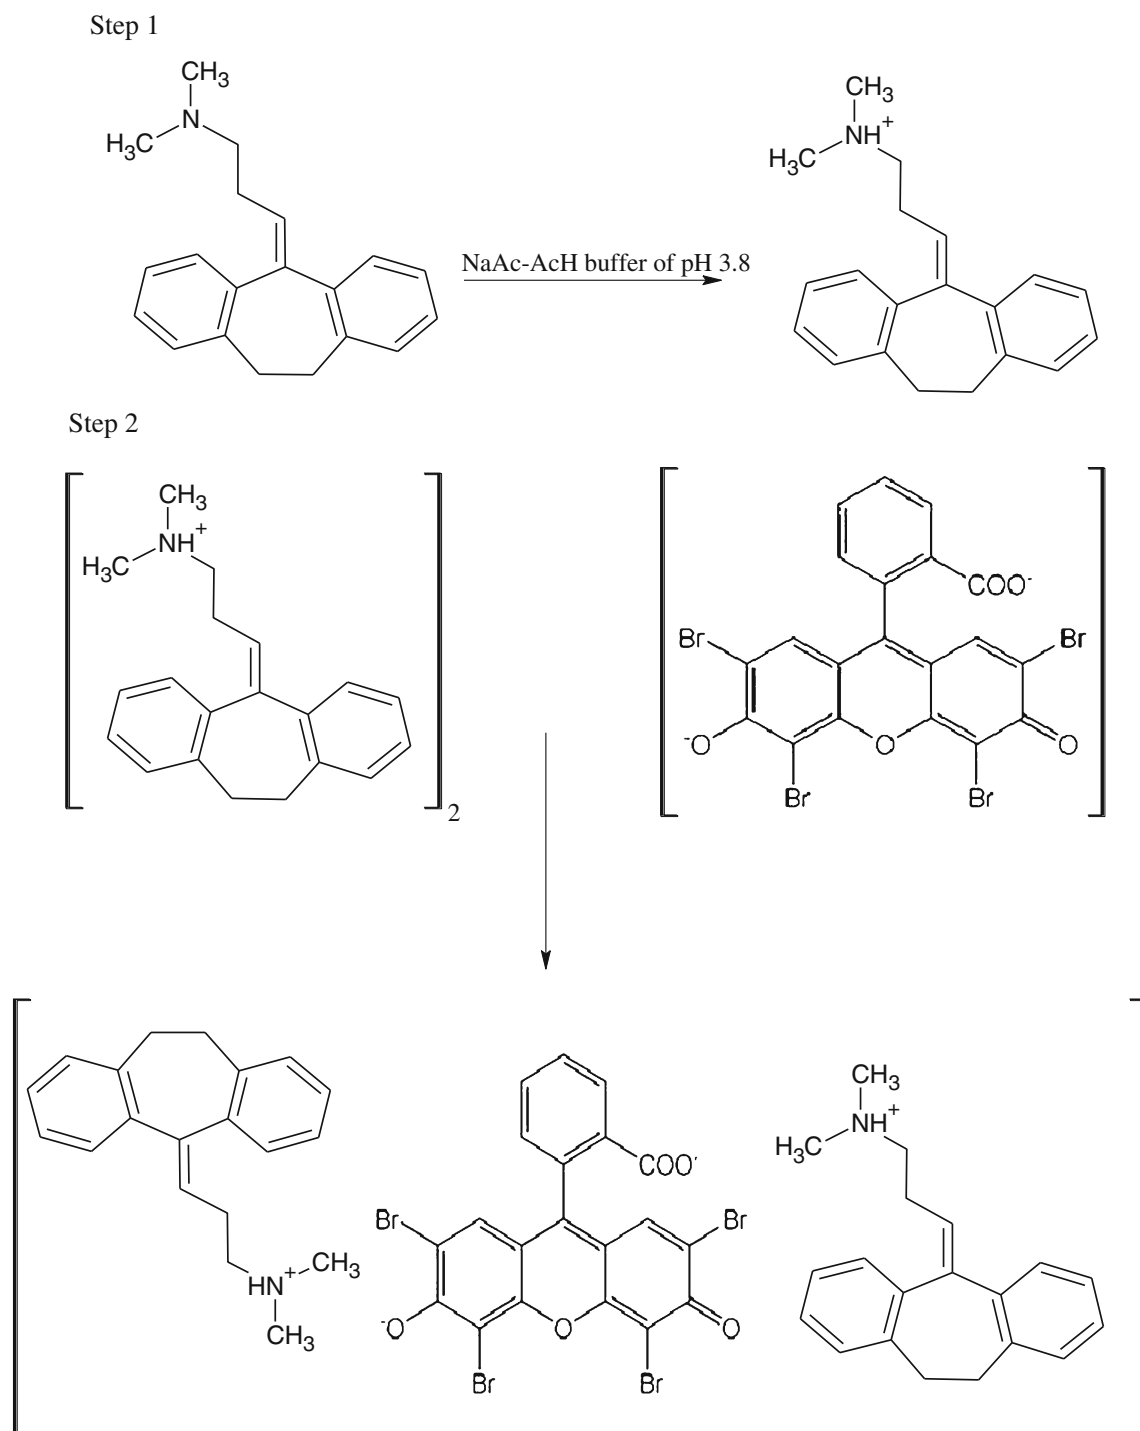 Step 1
CH3
N
H3C
CH3
NH+
H3C
NaAc-AcH buffer of pH 3.8
Step 2
CH3
NH+
H3C
2
COO-
Br
Br
-O
O
O
Br
Br
CH3
NH+
H3C
COO-
Br
Br
HN+
CH3
CH3
-O
O
O
Br
Br